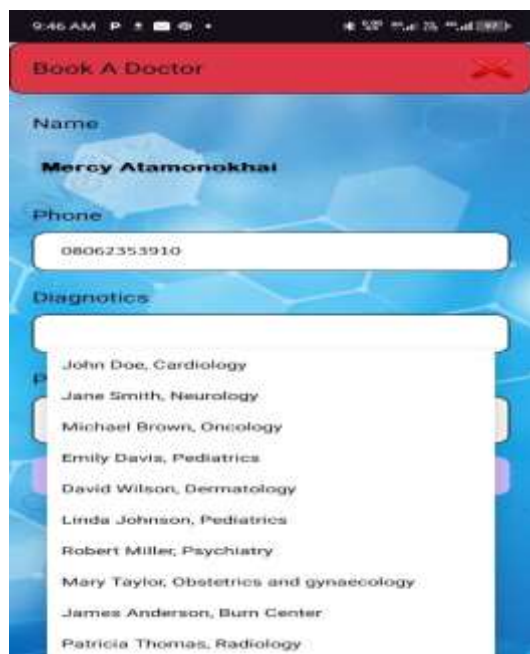 9:46 AM P
Book A Doctor
Name
Mercy Atamonokhai
Phone
08062353910
Diagnotics
P
John Doe, Cardiology
Jane Smith, Neurology
Michael Brown, Oncology
Emily Davis, Pediatrics
David Wilson, Dermatology
Linda Johnson, Pediatrics
Robert Miller, Psychiatry
Mary Taylor, Obstetrics and gynaecology
James Anderson, Burn Center
Patricia Thomas, Radiology